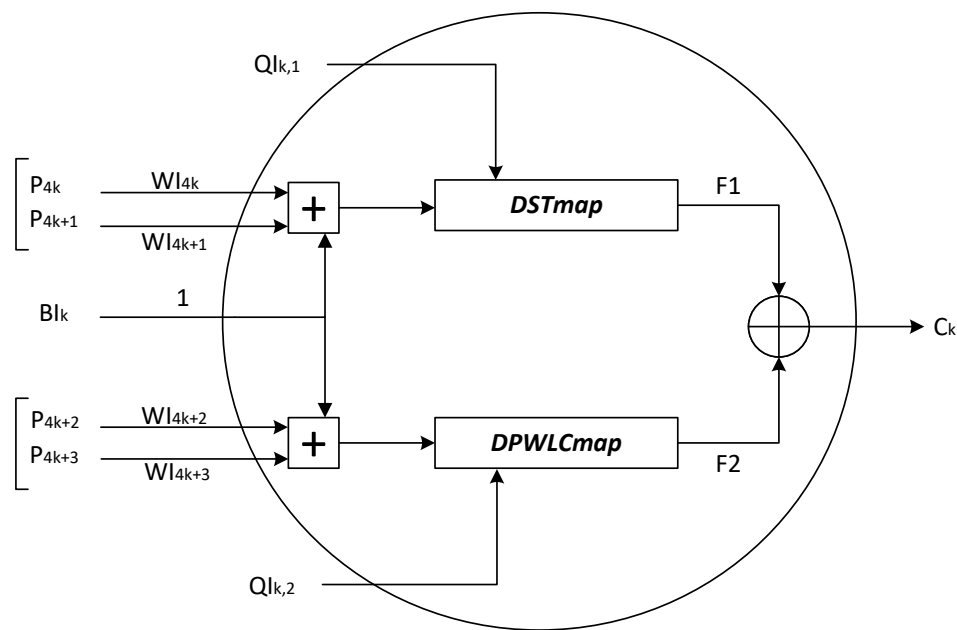 QIk,1
P4k
WI4k
+
DSTmap
F1
P4k+1
WI4k+1
BIk
1
Ck
P4k+2
WI4k+2
+
DPWLCmap
F2
P4k+3
WI4k+3
QIk,2